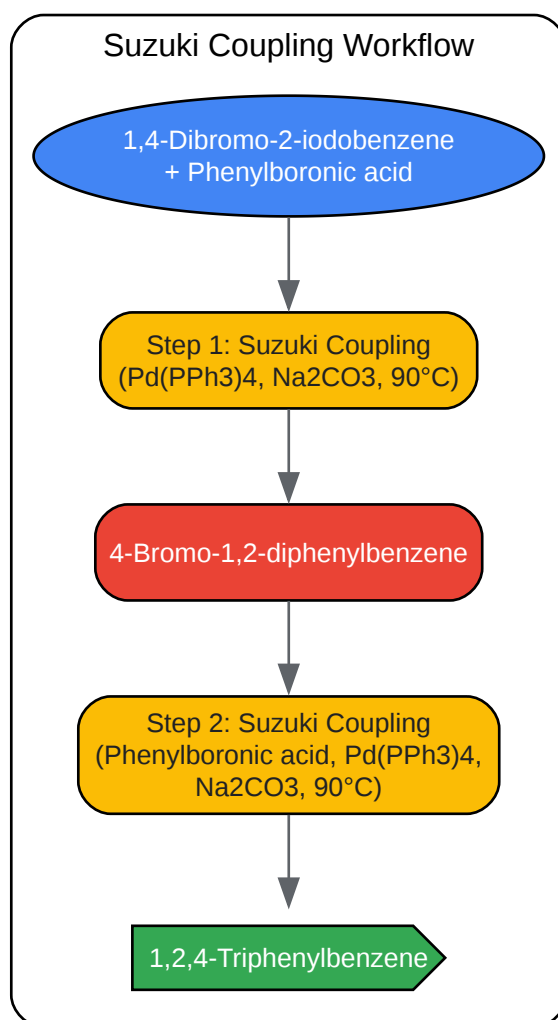 Suzuki Coupling Workflow
1,4-Dibromo-2-iodobenzene
+ Phenylboronic acid
Step 1: Suzuki Coupling
(Pd(PPh3)4, Na2CO3, 90°C)
4-Bromo-1,2-diphenylbenzene
Step 2: Suzuki Coupling
(Phenylboronic acid, Pd(PPh3)4,
Na2CO3, 90°C)
1,2,4-Triphenylbenzene